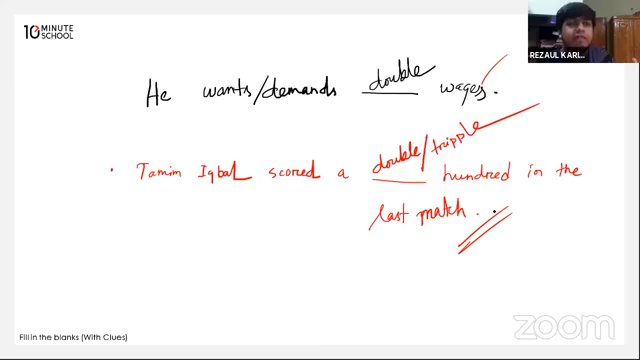 10 MINUTE SCHOOL
REZAUL KARI...
He wants/demands double wages.
Tamim Iqbal scored a double/tripple hundred in the
last match.
Fill in the blanks (With Clues)
zoom